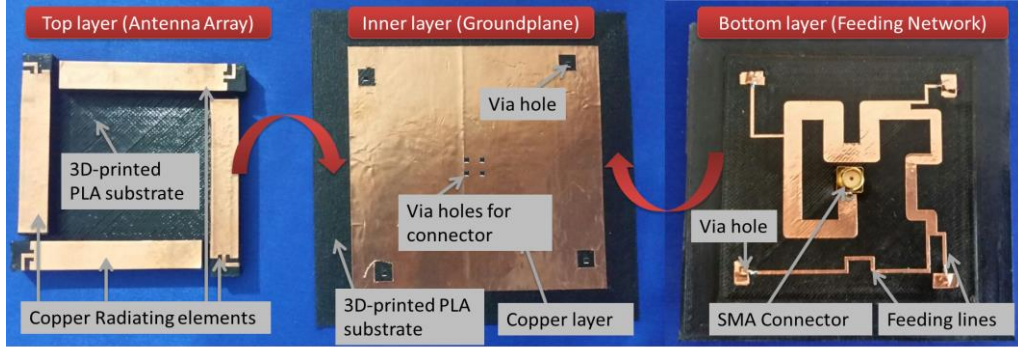 Top layer (Antenna Array)
3D-printed
PLA substrate
Copper Radiating elements
Inner layer (Groundplane)
Via hole
Via holes for
connector
3D-printed PLA
substrate
Copper layer
Bottom layer (Feeding Network)
Via hole
SMA Connector
Feeding lines